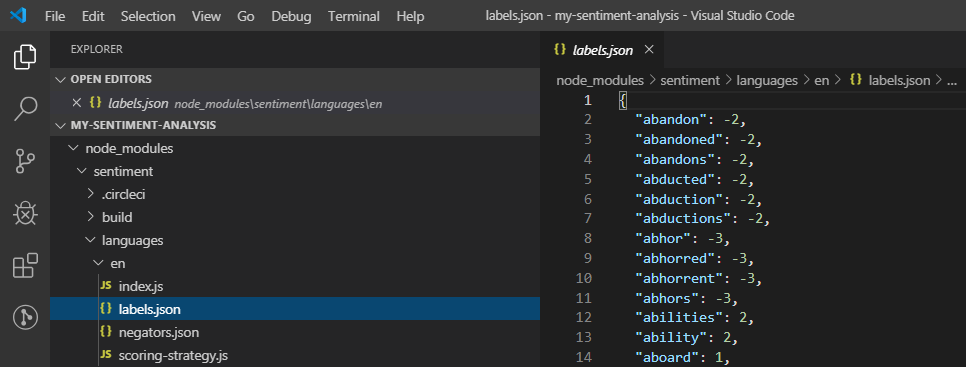 File Edit Selection View Go Debug Terminal Help labels.json - my-sentiment-analysis - Visual Studio Code
EXPLORER
OPEN EDITORS
{} labels.json node_modules\sentiment\languages\en
MY-SENTIMENT-ANALYSIS
node_modules
sentiment
.circleci
build
languages
en
JS index.js
{} labels.json
{} negators.json
JS scoring-strategy.js
{} labels.json
node_modules > sentiment > languages > en > {} labels.json > ...
1 {
2 "abandon": -2,
3 "abandoned": -2,
4 "abandons": -2,
5 "abducted": -2,
6 "abduction": -2,
7 "abductions": -2,
8 "abhor": -3,
9 "abhorred": -3,
10 "abhorrent": -3,
11 "abhors": -3,
12 "abilities": 2,
13 "ability": 2,
14 "aboard": 1,